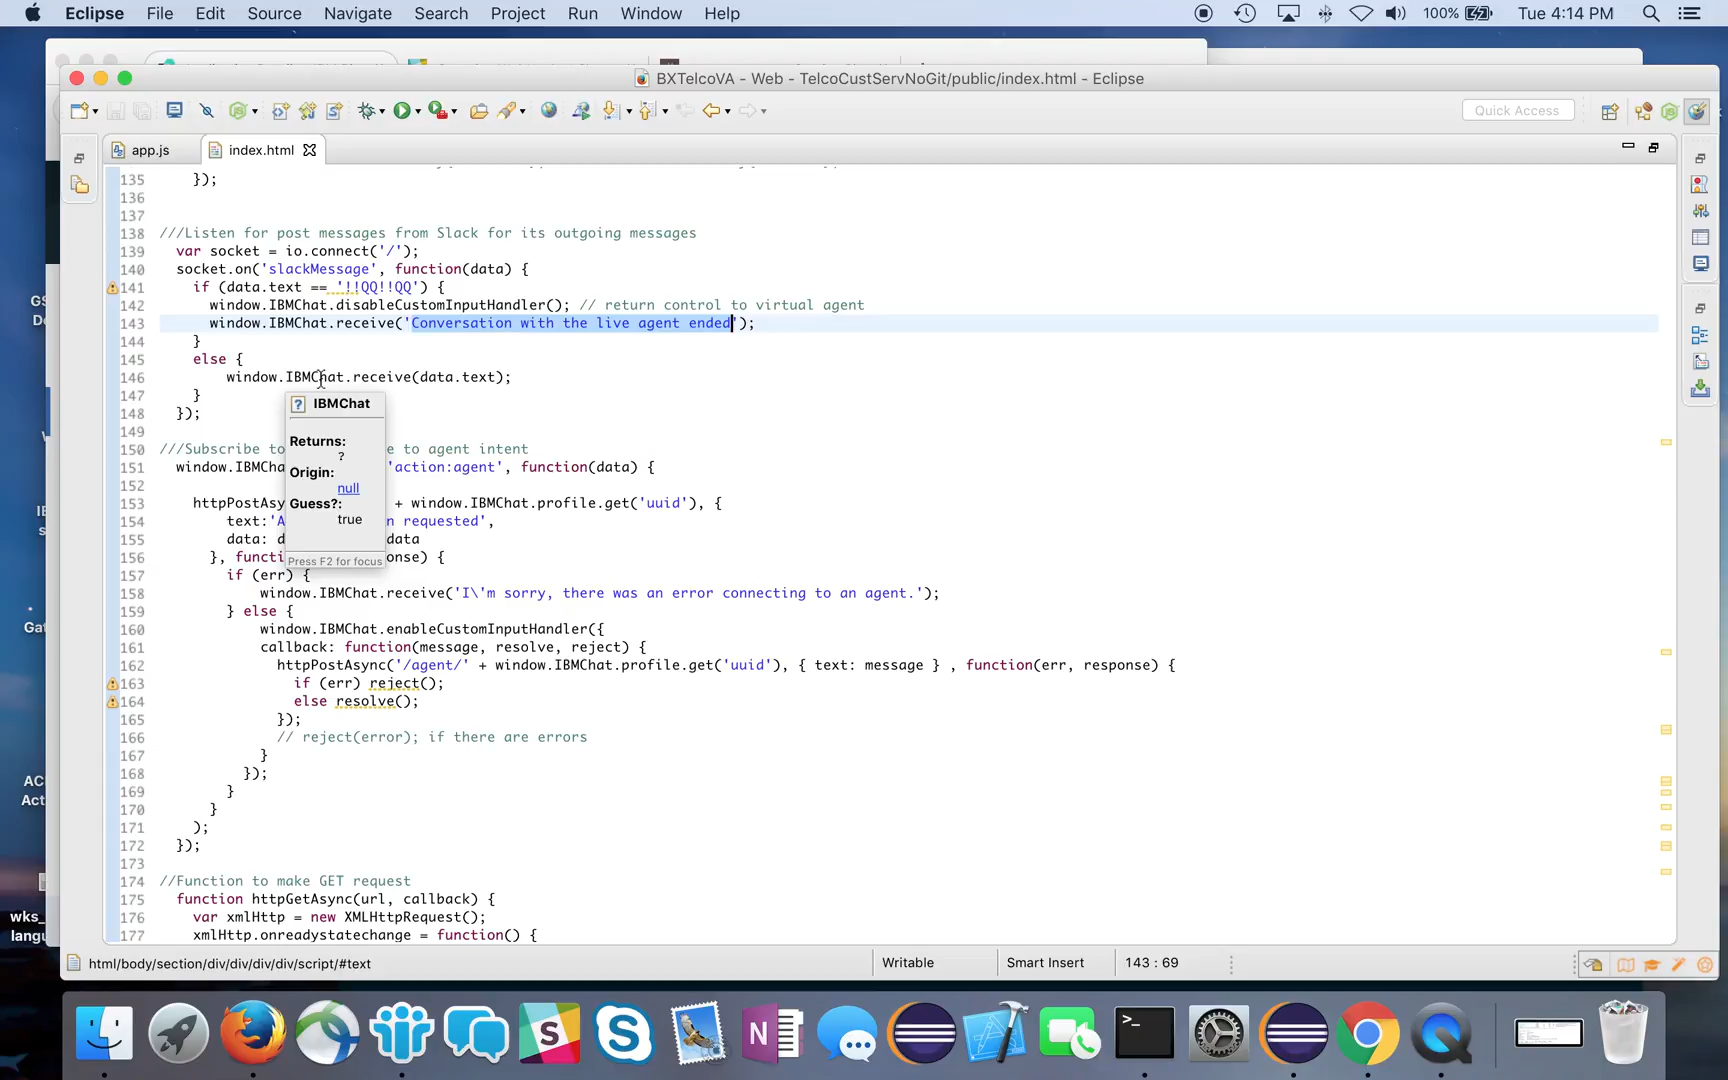 Eclipse File Edit Source Navigate Search Project Run Window Help 100% Tue 4:14 PM
BXTelcoVA - Web - TelcoCustServNoGit/public/index.html - Eclipse
Quick Access
app.js index.html
135 });
136
137
138 ///Listen for post messages from Slack for its outgoing messages
139 var socket = io.connect('/');
140 socket.on('slackMessage', function(data) {
141 if (data.text == '!!QQ!!QQ') {
142 window.IBMChat.disableCustomInputHandler(); // return control to virtual agent
143 window.IBMChat.receive('Conversation with the live agent ended');
144 }
145 else {
146 window.IBMChat.receive(data.text);
147 }
148 });
149
150 ///Subscribe to e to agent intent
151 window.IBMCha 'action:agent', function(data) {
152
153 httpPostAsy + window.IBMChat.profile.get('uuid'), {
154 text:'A n requested',
155 data: d data
156 }, functi onse) {
157 if (err) {
158 window.IBMChat.receive('I\'m sorry, there was an error connecting to an agent.');
159 } else {
160 window.IBMChat.enableCustomInputHandler({
161 callback: function(message, resolve, reject) {
162 httpPostAsync('/agent/' + window.IBMChat.profile.get('uuid'), { text: message } , function(err, response) {
163 if (err) reject();
164 else resolve();
165 });
166 // reject(error); if there are errors
167 }
168 });
169 }
170 }
171 );
172 });
173
174 //Function to make GET request
175 function httpGetAsync(url, callback) {
176 var xmlHttp = new XMLHttpRequest();
177 xmlHttp.onreadystatechange = function() {
IBMChat
Returns:
?
Origin:
null
Guess?:
true
Press F2 for focus
html/body/section/div/div/div/div/script/#text Writable Smart Insert 143 : 69
GS
De
IE
s
Gat
AC
Act
wks_
langu